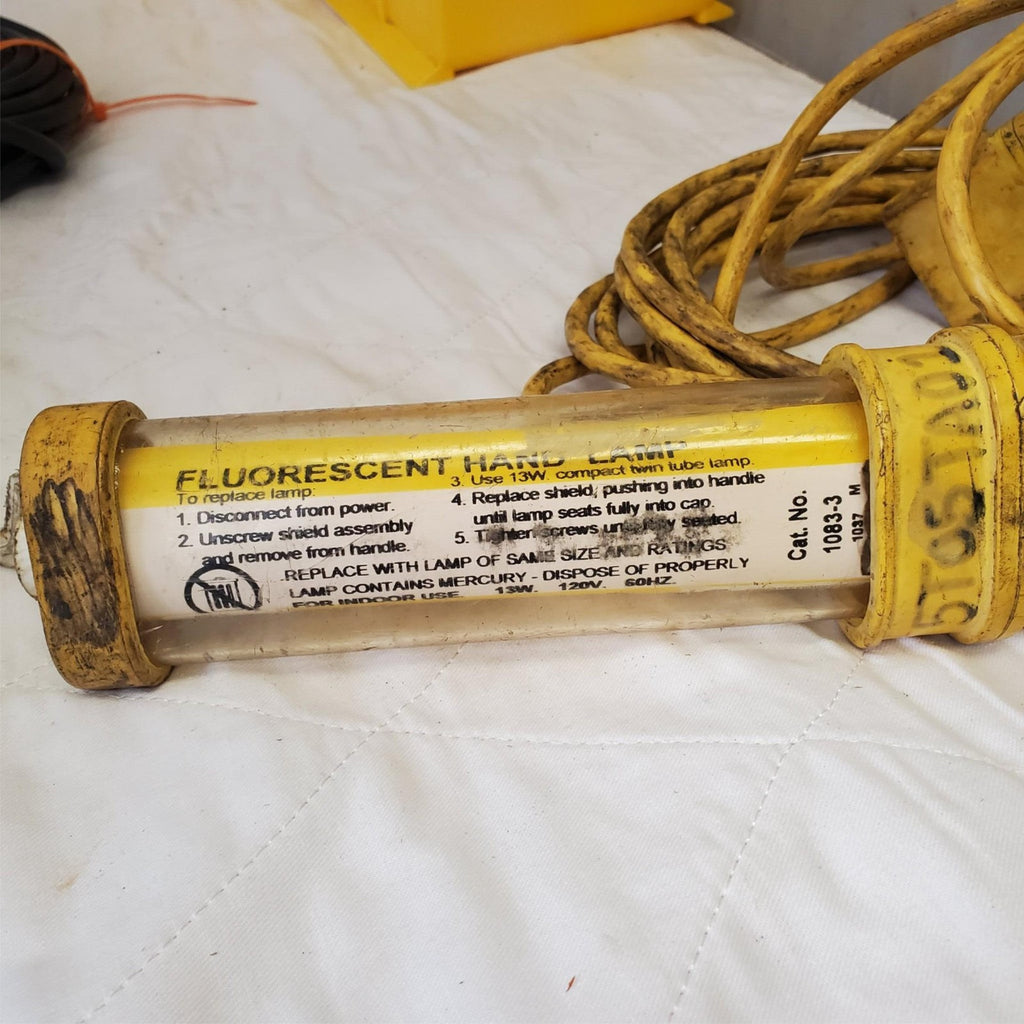 FLUORESCENT HAND LAMP
To replace lamp:
1. Disconnect from power.
2. Unscrew shield assembly
and remove from handle.
3. Use 13W. compact twin tube lamp.
4. Replace shield, pushing into handle
until lamp seats fully into cap.
5. Tighten screws until fully seated.
REPLACE WITH LAMP OF SAME SIZE AND RATINGS
LAMP CONTAINS MERCURY - DISPOSE OF PROPERLY
FOR INDOOR USE 13W. 120V. 60HZ.
Cat. No.
1083-3
1037 M